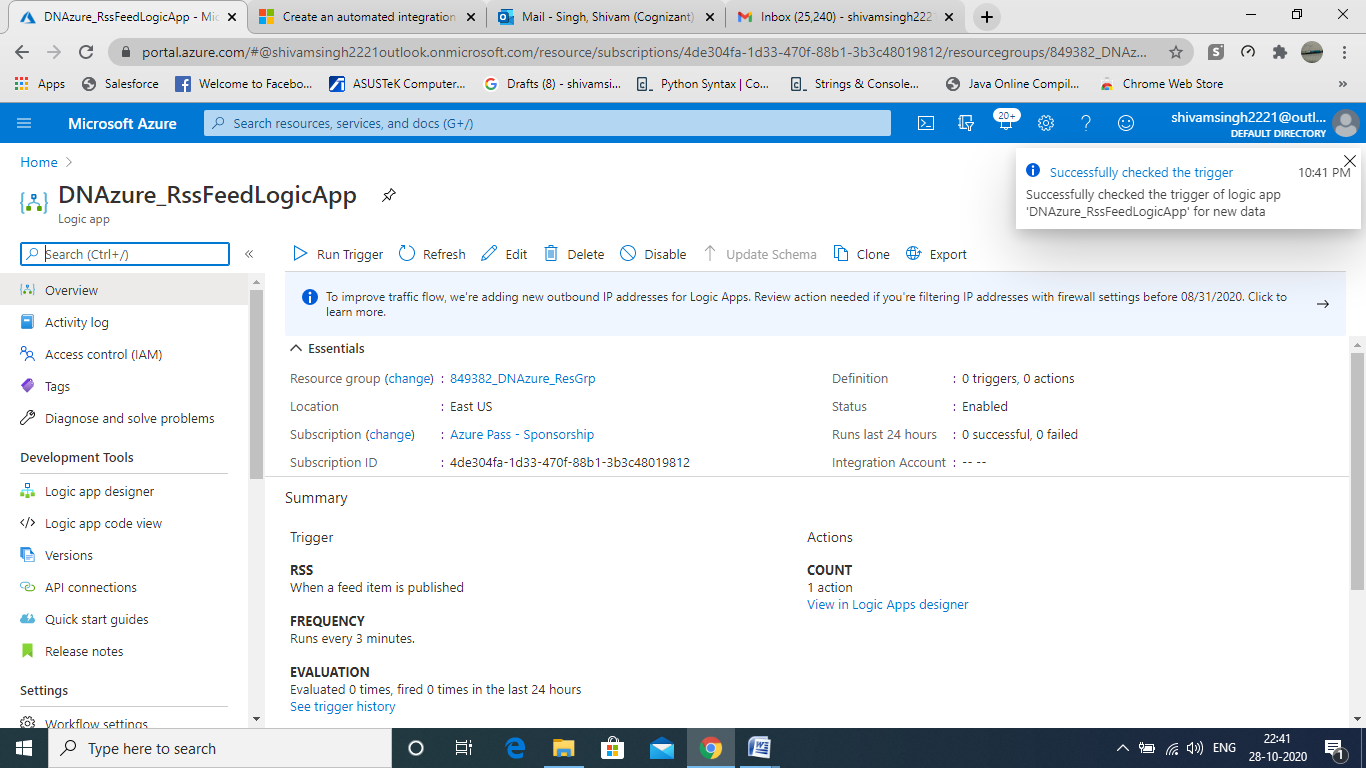 DNAzure_RssFeedLogicApp - Mic
Create an automated integration
Mail - Singh, Shivam (Cognizant)
Inbox (25,240) - shivamsingh222
portal.azure.com/#@shivamsingh2221outlook.onmicrosoft.com/resource/subscriptions/4de304fa-1d33-470f-88b1-3b3c48019812/resourcegroups/849382_DNAz...
Apps
Salesforce
Welcome to Facebo...
ASUSTeK Computer...
Drafts (8) - shivamsi...
Python Syntax | Co...
Strings & Console...
Java Online Compil...
Chrome Web Store
»
Microsoft Azure
Search resources, services, and docs (G+/)
20+
shivamsingh2221@outl...
DEFAULT DIRECTORY
Home >
DNAzure_RssFeedLogicApp
Logic app
Successfully checked the trigger 10:41 PM
Successfully checked the trigger of logic app
'DNAzure_RssFeedLogicApp' for new data
Search (Ctrl+/)
«
Run Trigger
Refresh
Edit
Delete
Disable
Update Schema
Clone
Export
Overview
Activity log
Access control (IAM)
Tags
Diagnose and solve problems
Development Tools
Logic app designer
Logic app code view
Versions
API connections
Quick start guides
Release notes
Settings
Workflow settings
To improve traffic flow, we're adding new outbound IP addresses for Logic Apps. Review action needed if you're filtering IP addresses with firewall settings before 08/31/2020. Click to
learn more.
Essentials
Resource group (change) : 849382_DNAzure_ResGrp
Location : East US
Subscription (change) : Azure Pass - Sponsorship
Subscription ID : 4de304fa-1d33-470f-88b1-3b3c48019812
Definition : 0 triggers, 0 actions
Status : Enabled
Runs last 24 hours : 0 successful, 0 failed
Integration Account : -- --
Summary
Trigger
RSS
When a feed item is published
FREQUENCY
Runs every 3 minutes.
EVALUATION
Evaluated 0 times, fired 0 times in the last 24 hours
See trigger history
Actions
COUNT
1 action
View in Logic Apps designer
Type here to search
ENG
22:41
28-10-2020
1